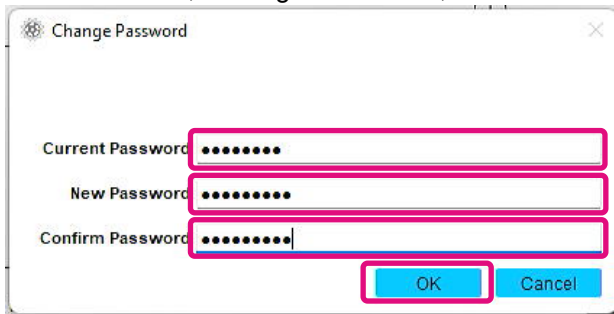 Change Password
Current Password ●●●●●●●●
New Password ●●●●●●●●●
Confirm Password ●●●●●●●●●
OK Cancel